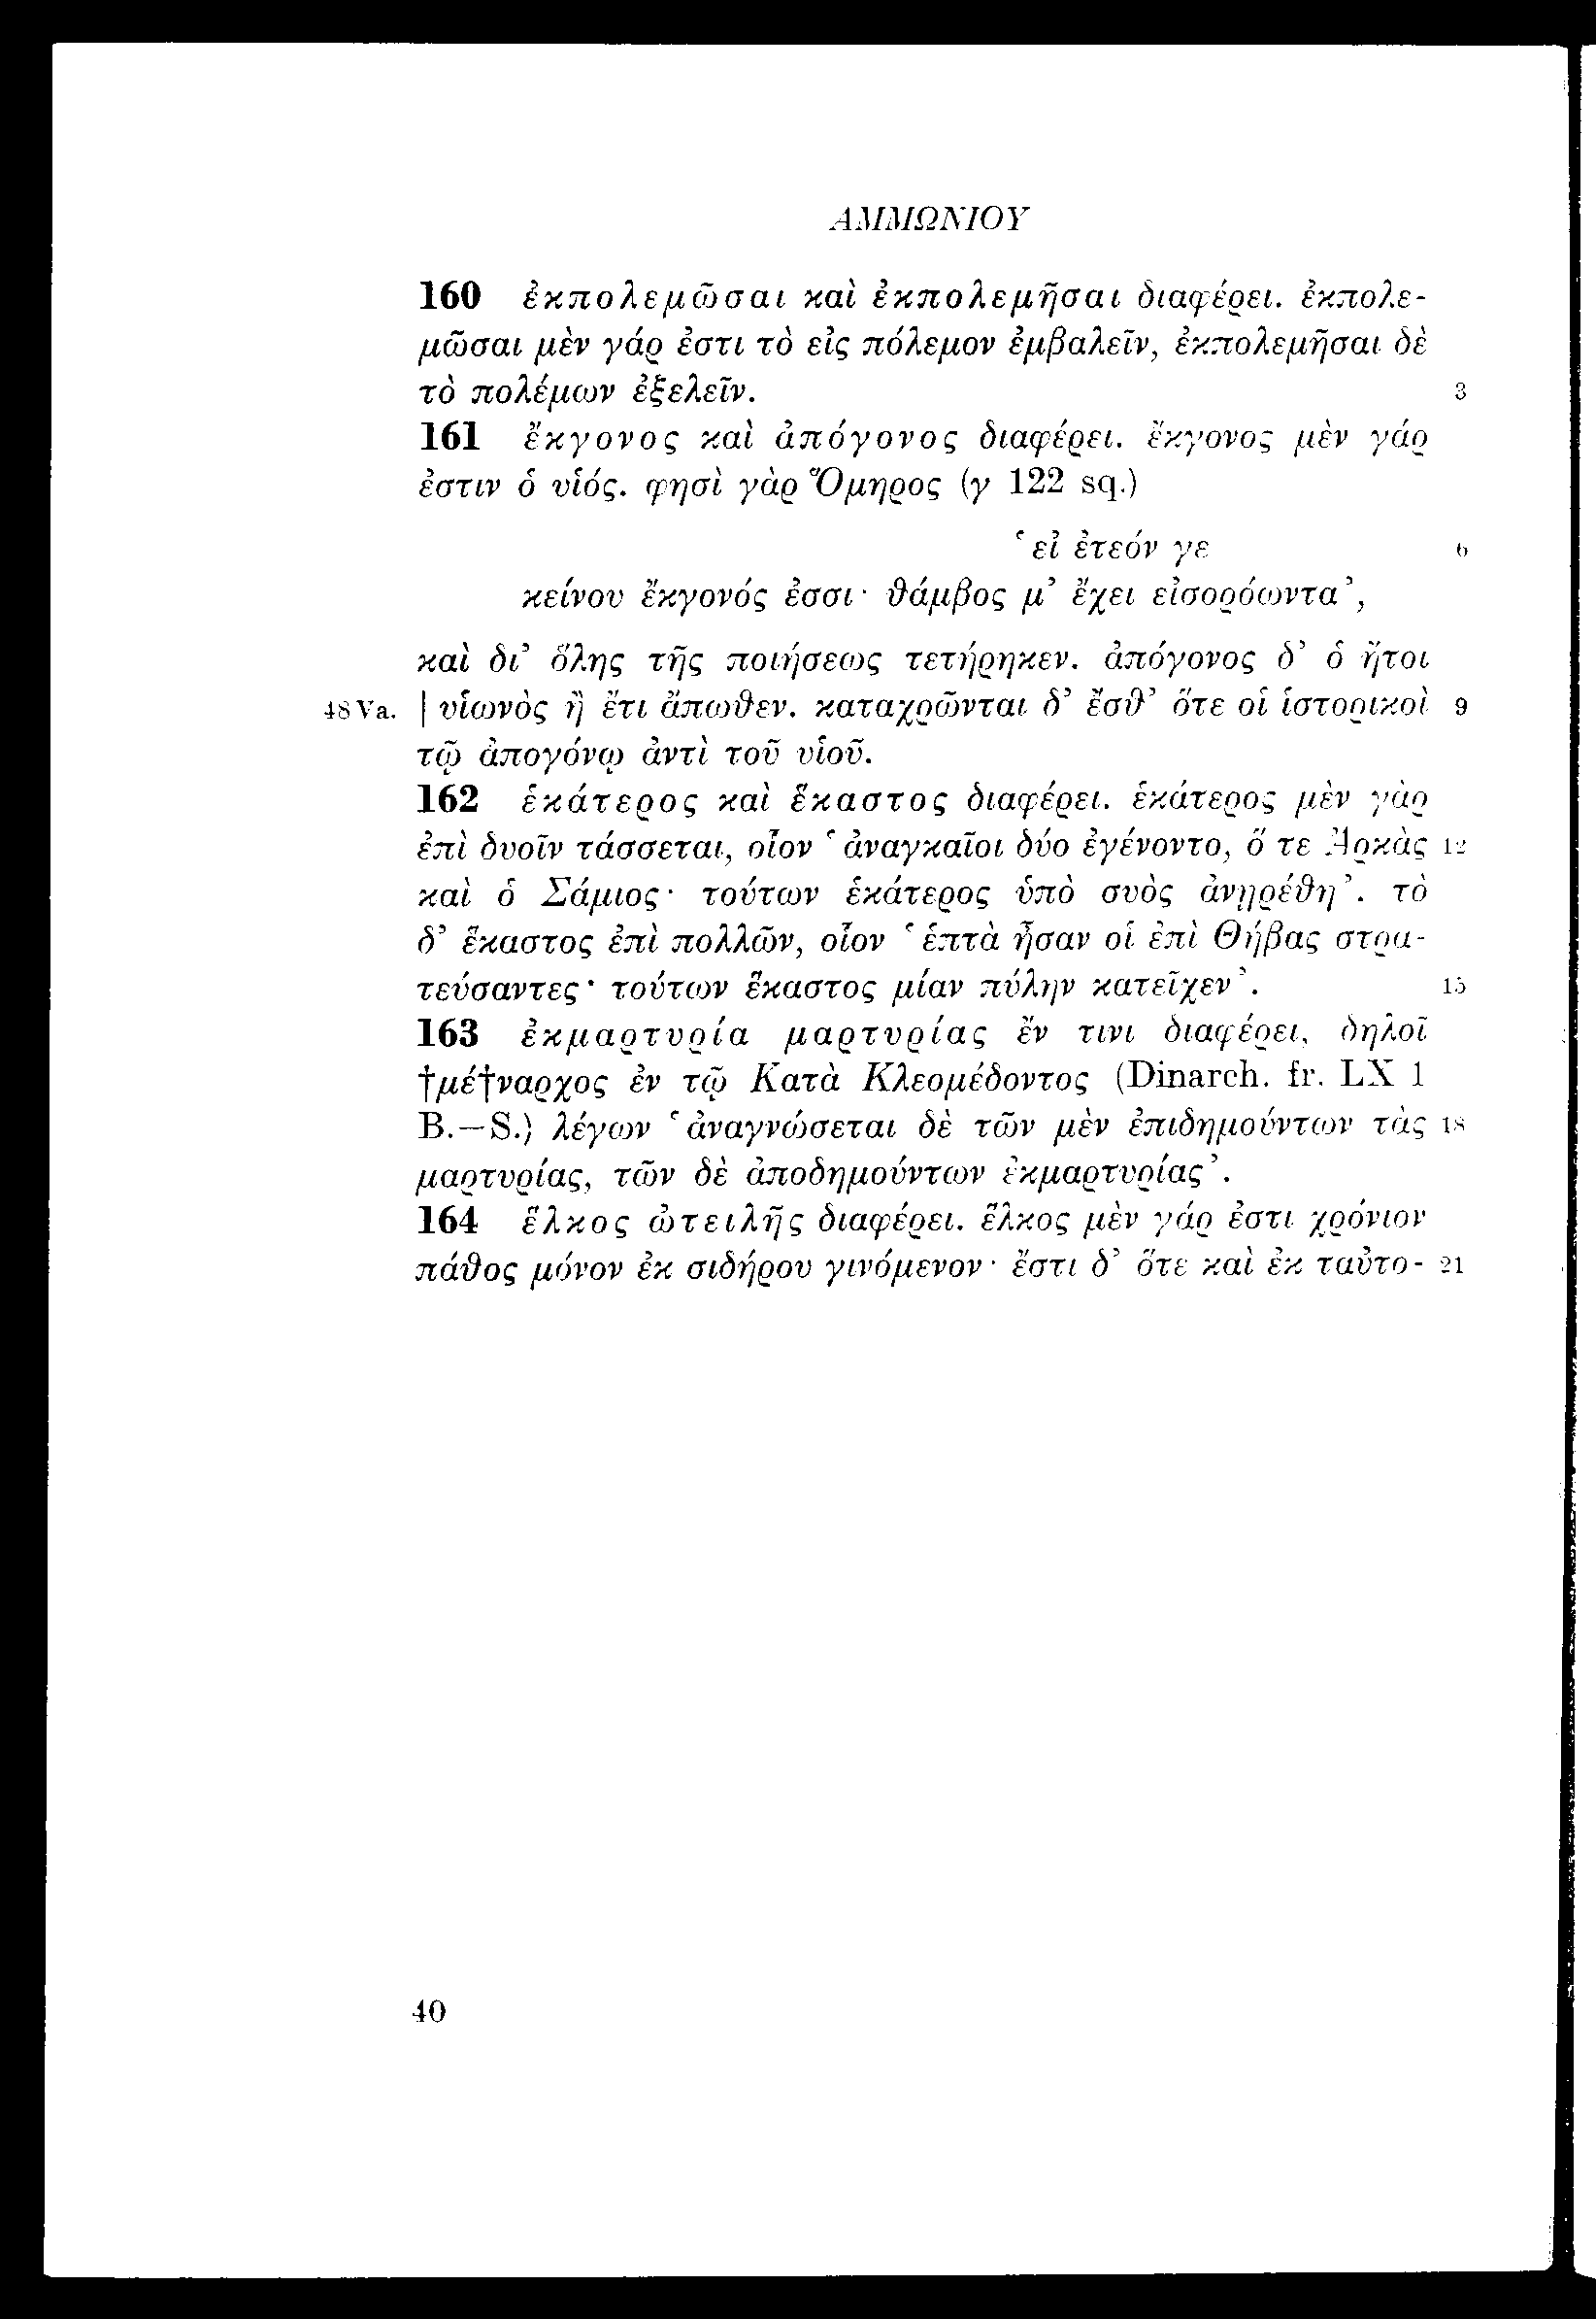 ΑΜΜΩΝΙΟΥ
160 ἐκπολεμῶσαι καὶ ἐκπολεμῆσαι διαφέρει. ἐκπολε-
μῶσαι μὲν γάρ ἐστι τὸ εἰς πόλεμον ἐμβαλεῖν, ἐκπολεμῆσαι δὲ
τὸ πολέμων ἐξελεῖν. 3
161 ἔκγονος καὶ ἀπόγονος διαφέρει. ἔκγονος μὲν γάρ
ἐστιν ὁ υἱός. φησὶ γὰρ Ὅμηρος (γ 122 sq.)
‘εἰ ἐτεόν γε 6
κείνου ἔκγονός ἐσσι· θάμβος μ’ ἔχει εἰσορόωντα’,
καὶ δι’ ὅλης τῆς ποιήσεως τετήρηκεν. ἀπόγονος δ’ ὁ ἤτοι
48 Va. | υἱωνὸς ἢ ἔτι ἄπωθεν. καταχρῶνται δ’ ἔσθ’ ὅτε οἱ ἱστορικοὶ 9
τῷ ἀπογόνῳ ἀντὶ τοῦ υἱοῦ.
162 ἑκάτερος καὶ ἕκαστος διαφέρει. ἑκάτερος μὲν γὰρ
ἐπὶ δυοῖν τάσσεται, οἷον ‘ἀναγκαῖοι δύο ἐγένοντο, ὅ τε Ἀρκὰς 12
καὶ ὁ Σάμιος· τούτων ἑκάτερος ὑπὸ συὸς ἀνῃρέθη’. τὸ
δ’ ἕκαστος ἐπὶ πολλῶν, οἷον ‘ἑπτὰ ἦσαν οἱ ἐπὶ Θήβας στρα-
τεύσαντες· τούτων ἕκαστος μίαν πύλην κατεῖχεν’. 15
163 ἐκμαρτυρία μαρτυρίας ἔν τινι διαφέρει, δηλοῖ
†μέ†ναρχος ἐν τῷ Κατὰ Κλεομέδοντος (Dinarch. fr. LX 1
B.–S.) λέγων ‘ἀναγνώσεται δὲ τῶν μὲν ἐπιδημούντων τὰς 18
μαρτυρίας, τῶν δὲ ἀποδημούντων ἐκμαρτυρίας’.
164 ἕλκος ὠτειλῆς διαφέρει. ἕλκος μὲν γάρ ἐστι χρόνιον
πάθος μόνον ἐκ σιδήρου γινόμενον· ἔστι δ’ ὅτε καὶ ἐκ ταὐτο- 21
40